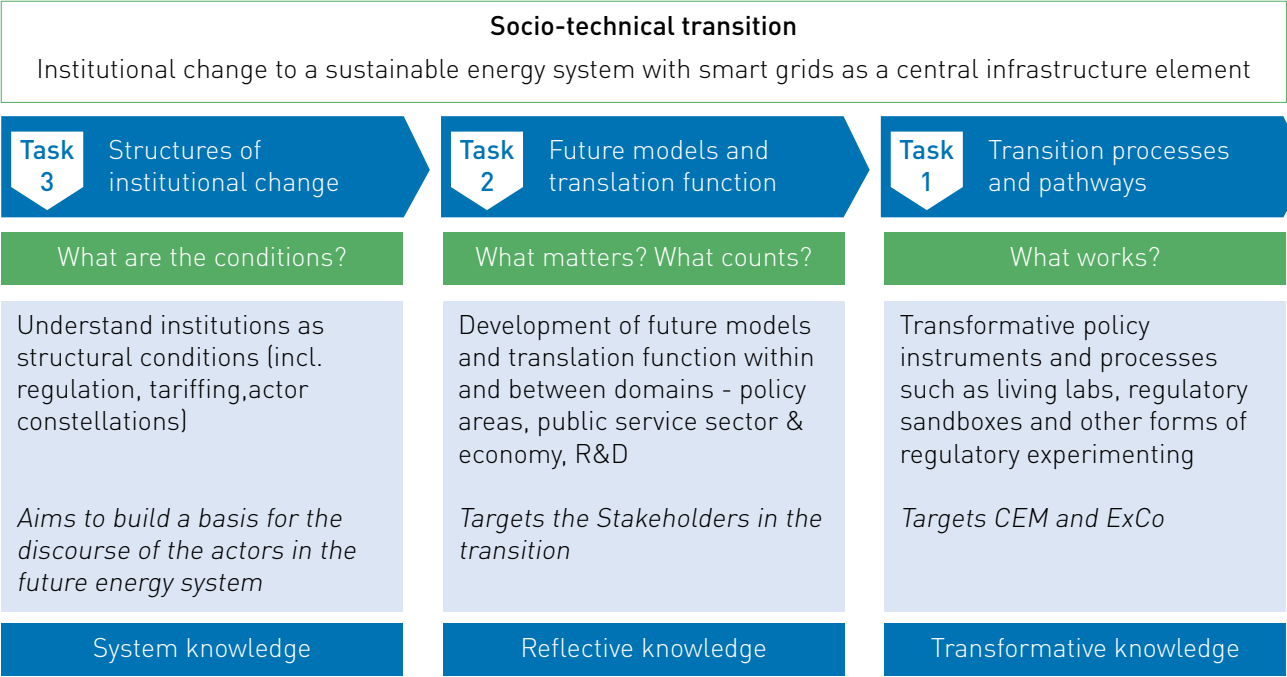 Socio-technical transition
Institutional change to a sustainable energy system with smart grids as a central infrastructure element
Task
3
Structures of
institutional change
Task
2
Future models and
translation function
Task
1
Transition processes
and pathways
What are the conditions?
What matters? What counts?
What works?
Understand institutions as
structural conditions (incl.
regulation, tariffing,actor
constellations)
Aims to build a basis for the
discourse of the actors in the
future energy system
Development of future models
and translation function within
and between domains - policy
areas, public service sector &
economy, R&D
Targets the Stakeholders in the
transition
Transformative policy
instruments and processes
such as living labs, regulatory
sandboxes and other forms of
regulatory experimenting
Targets CEM and ExCo
System knowledge
Reflective knowledge
Transformative knowledge